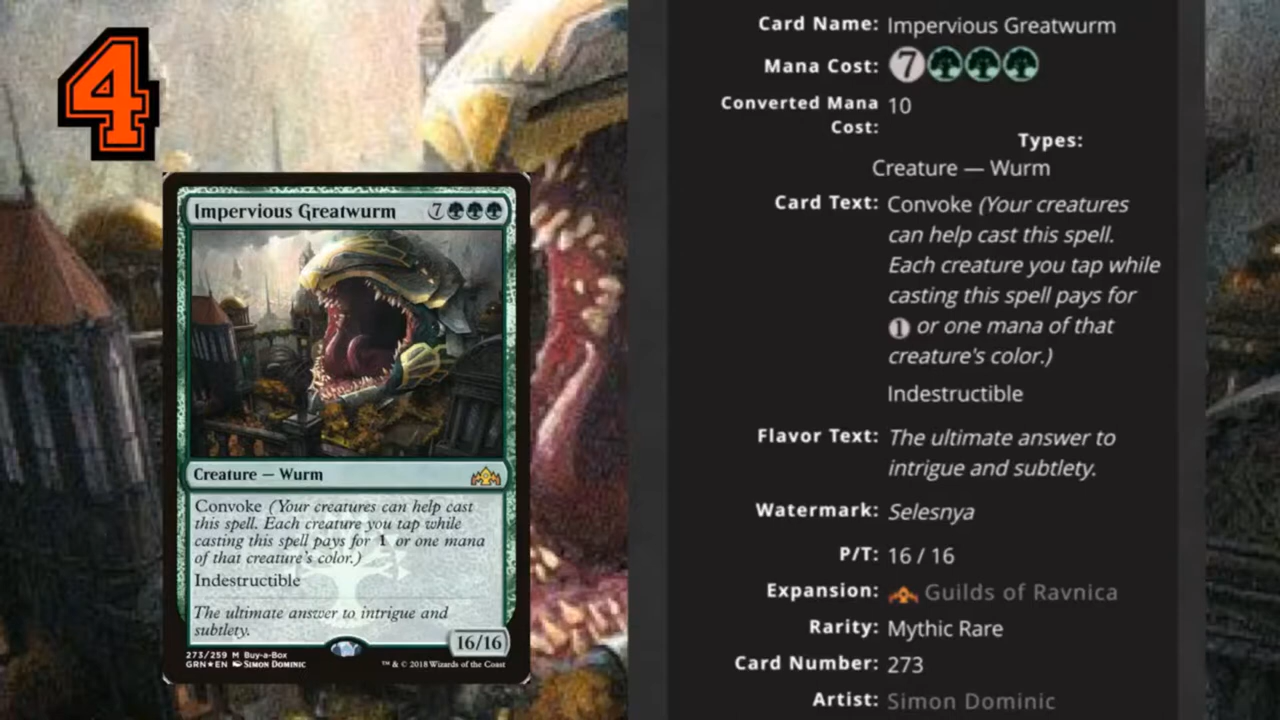 4
Impervious Greatwurm 7
Creature — Wurm
Convoke (Your creatures can help cast
this spell. Each creature you tap while
casting this spell pays for 1 or one mana
of that creature's color.)
Indestructible
The ultimate answer to intrigue and
subtlety.
16/16
273/259 M Buy-a-Box
GRN★EN Simon Dominic
™ & © 2018 Wizards of the Coast
Card Name: Impervious Greatwurm
Mana Cost: 7
Converted Mana 10
Cost:
Types:
Creature — Wurm
Card Text: Convoke (Your creatures
can help cast this spell.
Each creature you tap while
casting this spell pays for
1 or one mana of that
creature's color.)
Indestructible
Flavor Text: The ultimate answer to
intrigue and subtlety.
Watermark: Selesnya
P/T: 16 / 16
Expansion: Guilds of Ravnica
Rarity: Mythic Rare
Card Number: 273
Artist: Simon Dominic